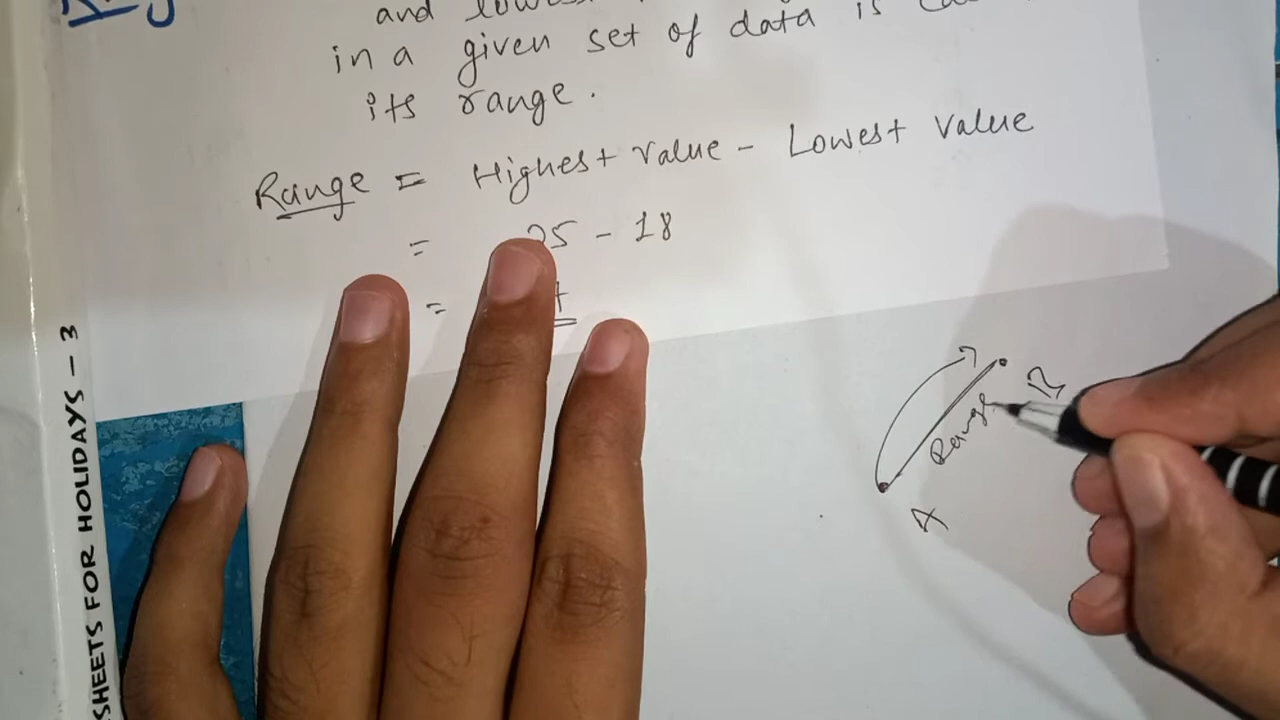 and
in a given set of data is
its range.
Range = Highest value - Lowest value
= 25 - 18
=
Range
B
A
SHEETS FOR HOLIDAYS - 3